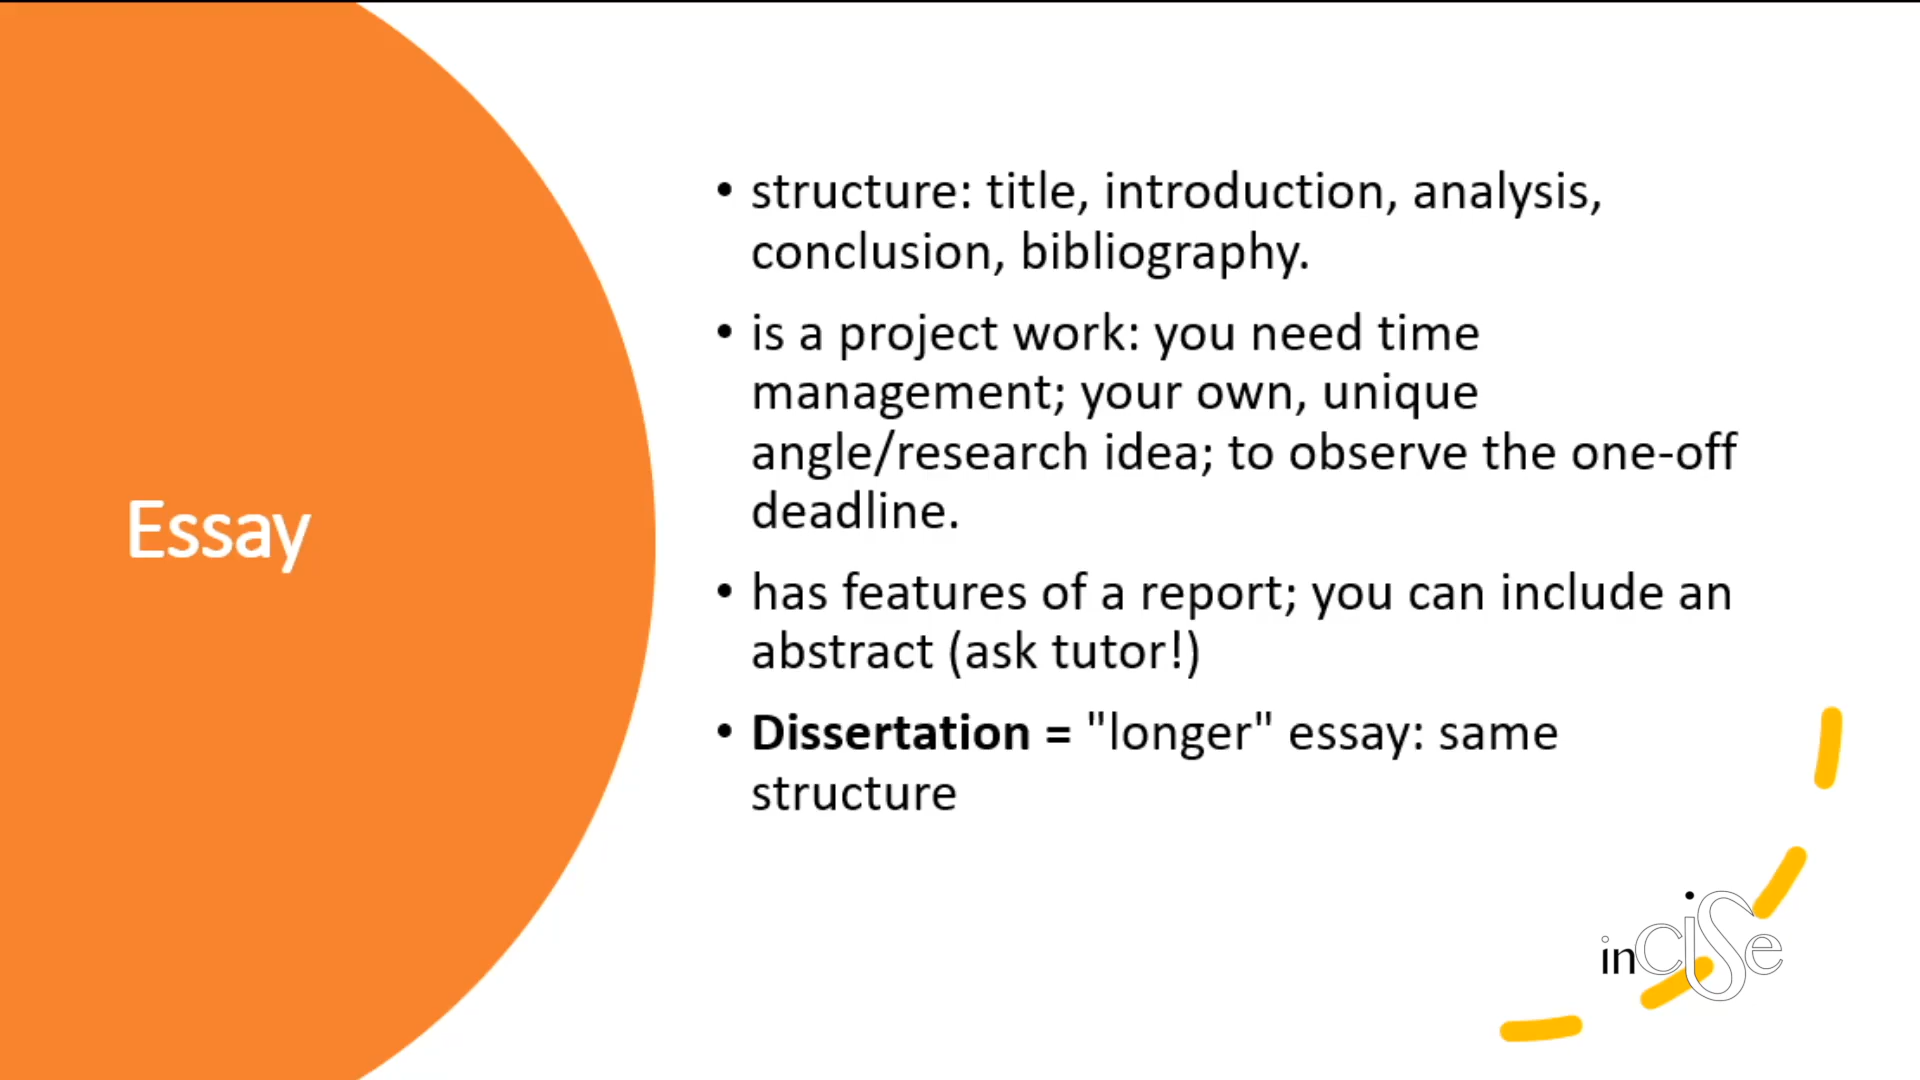 Essay
• structure: title, introduction, analysis,
conclusion, bibliography.
• is a project work: you need time
management; your own, unique
angle/research idea; to observe the one-off
deadline.
• has features of a report; you can include an
abstract (ask tutor!)
• Dissertation = "longer" essay: same
structure
inCiSe